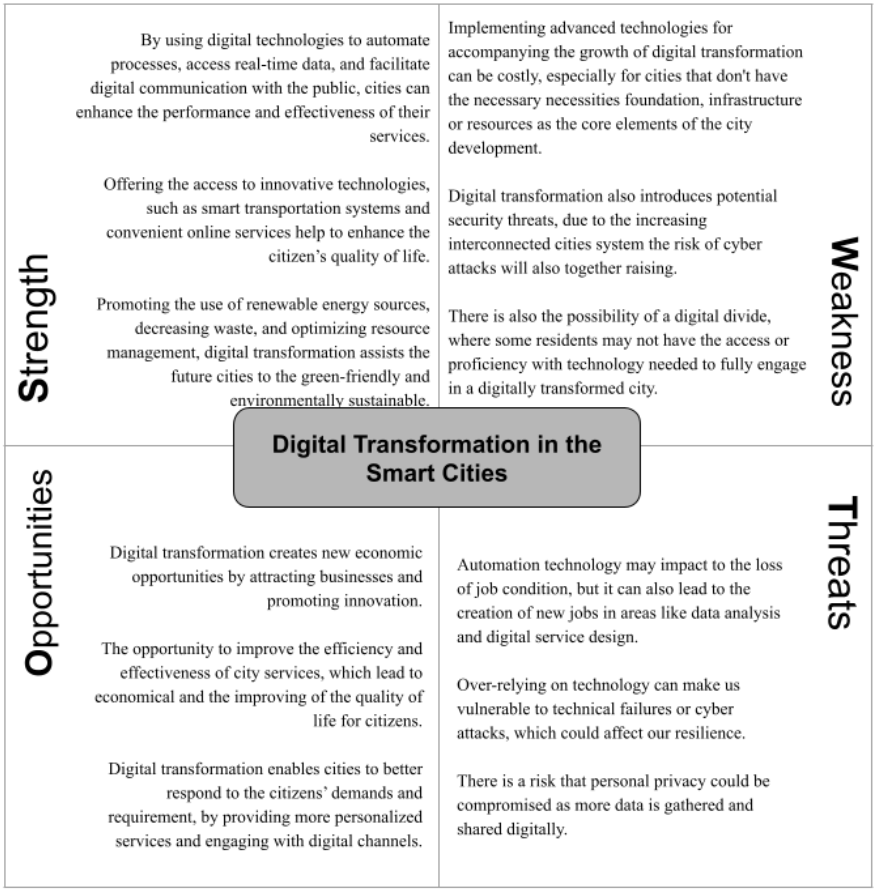 By using digital technologies to automate
processes, access real-time data, and facilitate
digital communication with the public, cities can
enhance the performance and effectiveness of their
services.
Offering the access to innovative technologies,
such as smart transportation systems and
convenient online services help to enhance the
citizen’s quality of life.
Promoting the use of renewable energy sources,
decreasing waste, and optimizing resource
management, digital transformation assists the
future cities to the green-friendly and
environmentally sustainable.
Strength
Implementing advanced technologies for
accompanying the growth of digital transformation
can be costly, especially for cities that don't have
the necessary necessities foundation, infrastructure
or resources as the core elements of the city
development.
Digital transformation also introduces potential
security threats, due to the increasing
interconnected cities system the risk of cyber
attacks will also together raising.
There is also the possibility of a digital divide,
where some residents may not have the access or
proficiency with technology needed to fully engage
in a digitally transformed city.
Weakness
Digital Transformation in the
Smart Cities
Opportunities
Digital transformation creates new economic
opportunities by attracting businesses and
promoting innovation.
The opportunity to improve the efficiency and
effectiveness of city services, which lead to
economical and the improving of the quality of
life for citizens.
Digital transformation enables cities to better
respond to the citizens’ demands and
requirement, by providing more personalized
services and engaging with digital channels.
Threats
Automation technology may impact to the loss
of job condition, but it can also lead to the
creation of new jobs in areas like data analysis
and digital service design.
Over-relying on technology can make us
vulnerable to technical failures or cyber
attacks, which could affect our resilience.
There is a risk that personal privacy could be
compromised as more data is gathered and
shared digitally.